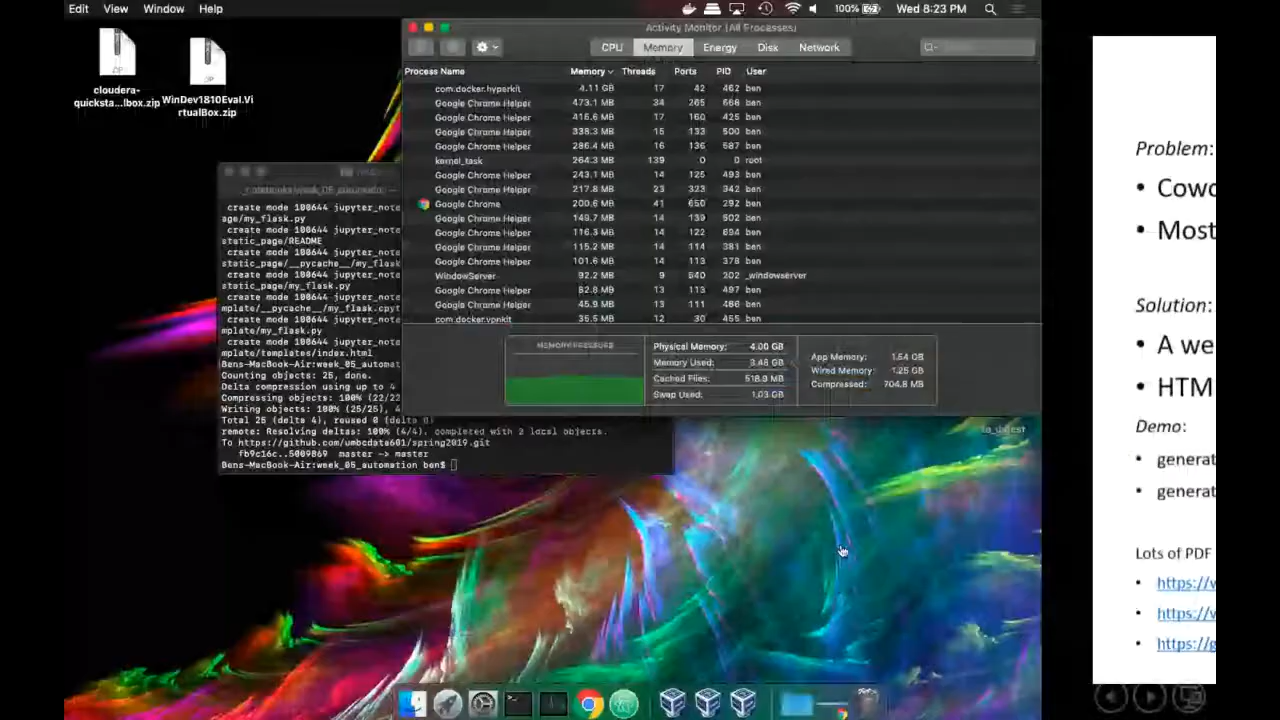 Edit View Window Help 100% Wed 8:23 PM
cloudera-
quicksta...lbox.zip
WinDev1810Eval.Vi
rtualBox.zip
Activity Monitor (All Processes)
CPU Memory Energy Disk Network
Process Name Memory Threads Ports PID User
com.docker.hyperkit 4.11 GB 17 42 462 ben
Google Chrome Helper 473.1 MB 34 265 ben
Google Chrome Helper 17 160 425 ben
Google Chrome Helper 338.3 MB 15 133 500 ben
Google Chrome Helper 286.4 MB 16 136 587 ben
kernel_task 264.3 MB 139 0 0 root
Google Chrome Helper 243.1 MB 14 125 493 ben
Google Chrome Helper 217.8 MB 23 323 342 ben
Google Chrome 200.6 MB 41 650 292 ben
Google Chrome Helper 149.7 MB 14 139 502 ben
Google Chrome Helper 116.3 MB 14 122 694 ben
Google Chrome Helper 115.2 MB 14 114 381 ben
Google Chrome Helper 101.6 MB 14 113 378 ben
WindowServer 92.2 MB 9 540 202 _windowserver
Google Chrome Helper 13 113 497 ben
Google Chrome Helper 45.9 MB 13 111 486 ben
com.docker.vpnkit 35.5 MB 12 30 455 ben
MEMORY PRESSURE
Physical Memory: 4.00 GB
Memory Used: 3.48 GB
Cached Files: 518.9 MB
Swap Used: 1.03 GB
App Memory: 1.54 GB
Wired Memory: 1.25 GB
Compressed: 704.8 MB
create mode 100644 jupyter_note
age/my_flask.py
create mode 100644 jupyter_note
static_page/README
create mode 100644 jupyter_note
static_page/__pycache__/my_flask
create mode 100644 jupyter_note
static_page/my_flask.py
create mode 100644 jupyter_note
mplate/__pycache__/my_flask.cpyt
create mode 100644 jupyter_note
mplate/my_flask.py
create mode 100644 jupyter_note
mplate/templates/index.html
Bens-MacBook-Air:week_05_automat
Counting objects: 25, done.
Delta compression using up to 4
Compressing objects: 100% (22/22
Writing objects: 100% (25/25), 4
Total 25 (delta 4), reused 0 (delta 0)
remote: Resolving deltas: 100% (4/4), completed with 2 local objects.
To https://github.com/umbcdata601/spring2019.git
fb9c16c..5009869 master -> master
Bens-MacBook-Air:week_05_automation ben$
Problem:
• Cowo
• Most
Solution:
• A we
• HTM
Demo:
• generat
• generat
Lots of PDF
• https://v
• https://v
• https://g